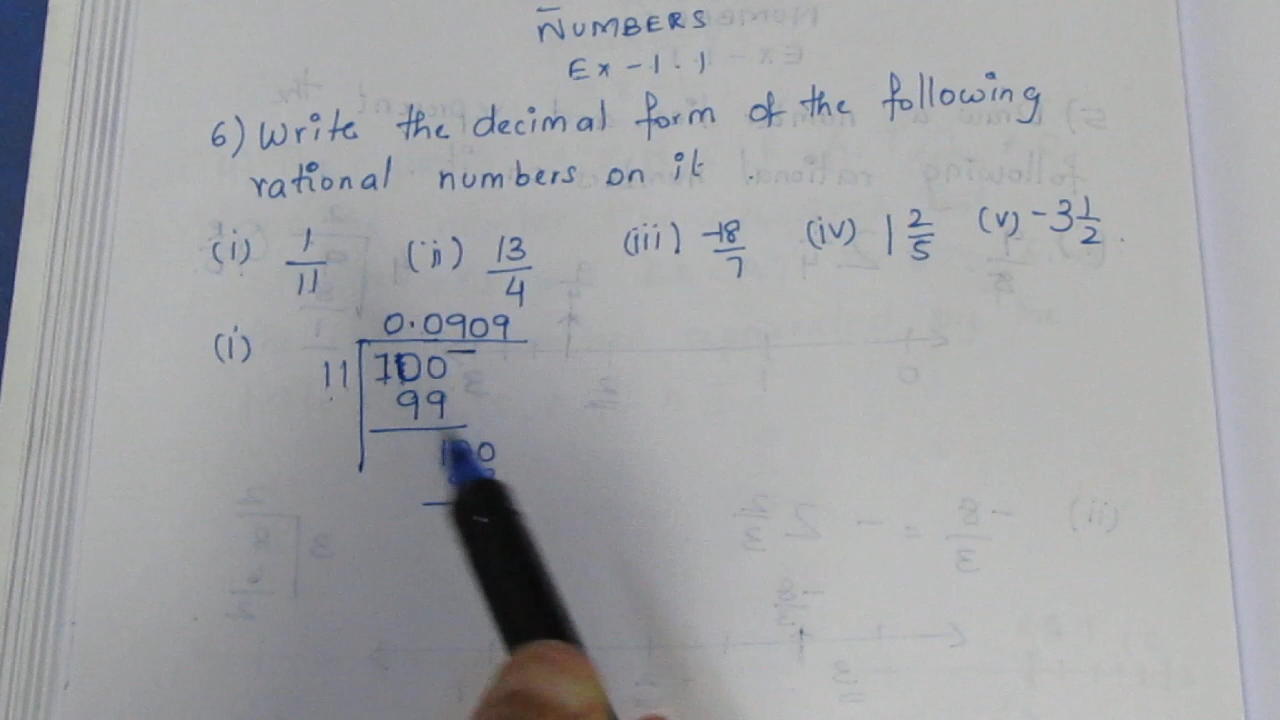 NUMBERS
Ex - 1.1
6) Write the decimal form of the following
rational numbers on it.
(i) 1/11 (ii) 13/4 (iii) -18/7 (iv) 1 2/5 (v) -3 1/2.
(i) 0.0909
11 100
99
100